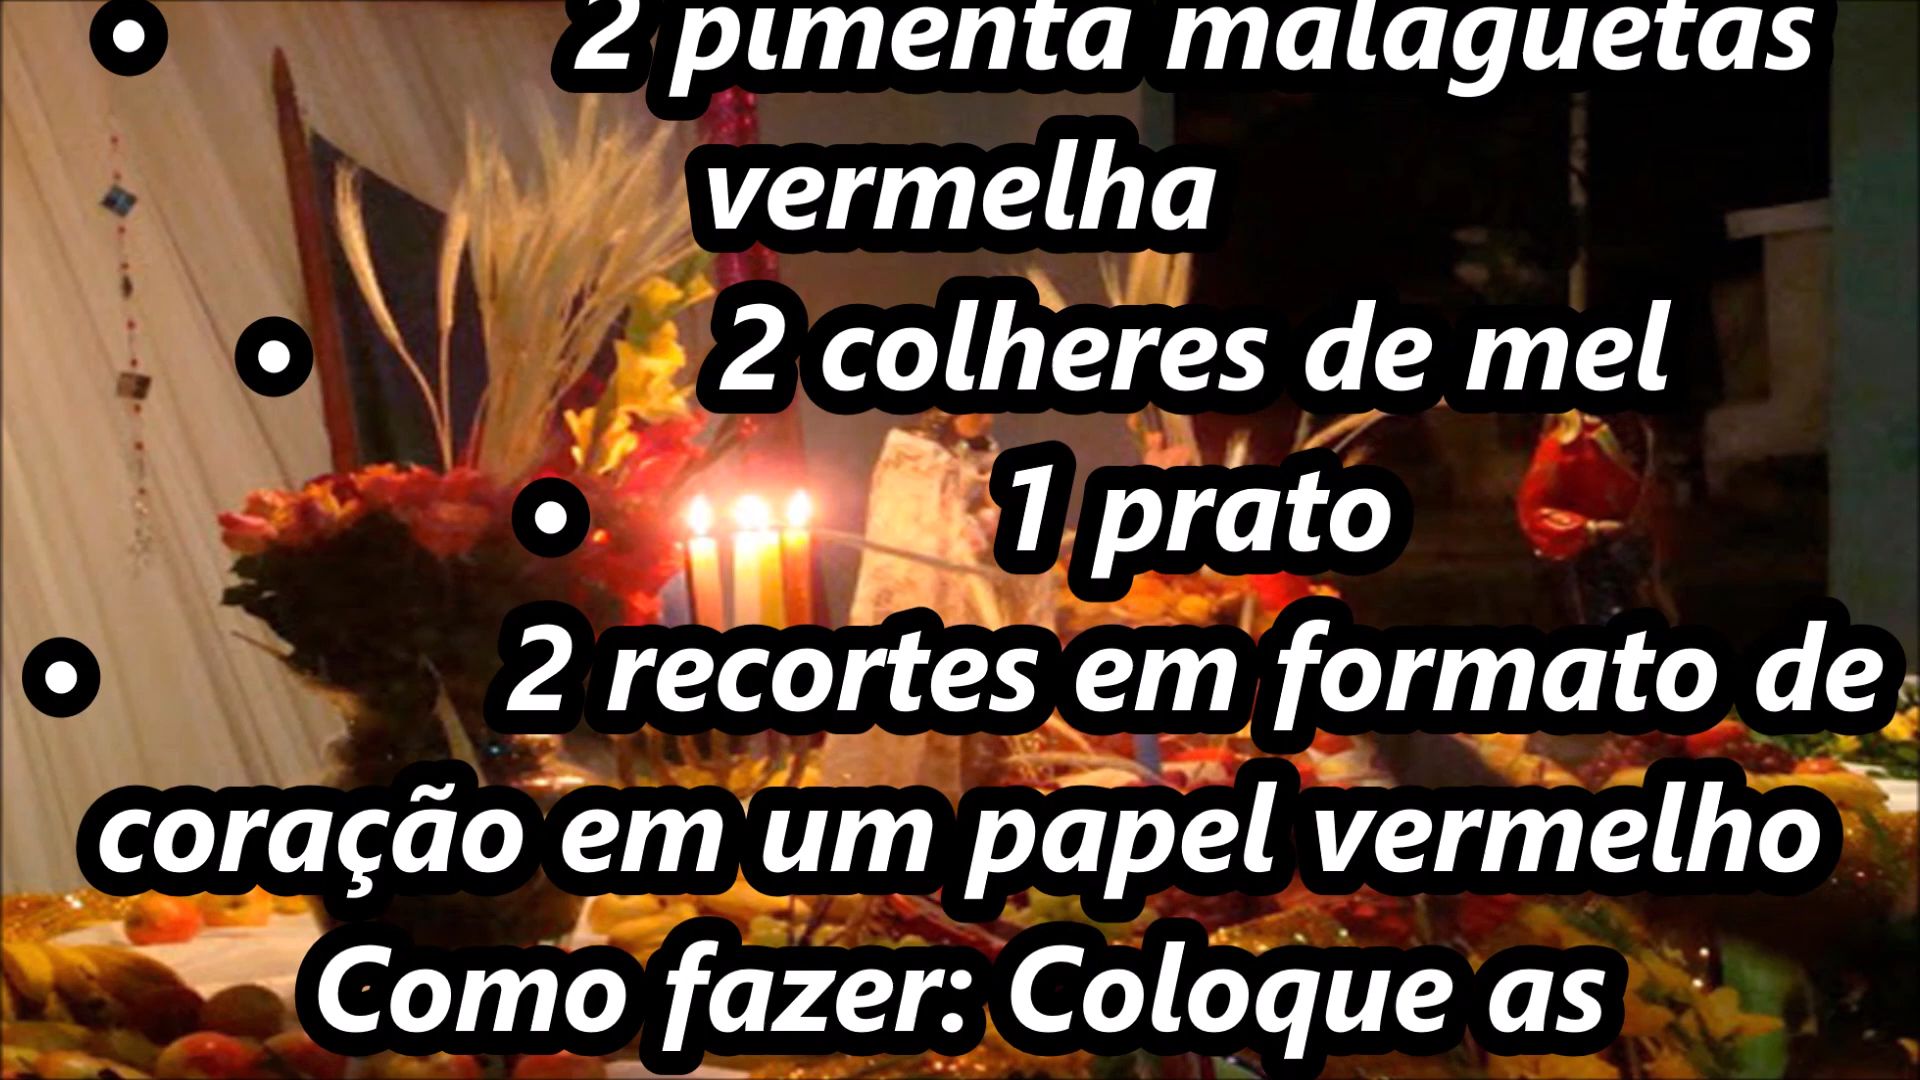 • 2 pimenta malaguetas
vermelha
• 2 colheres de mel
• 1 prato
• 2 recortes em formato de
coração em um papel vermelho
Como fazer: Coloque as